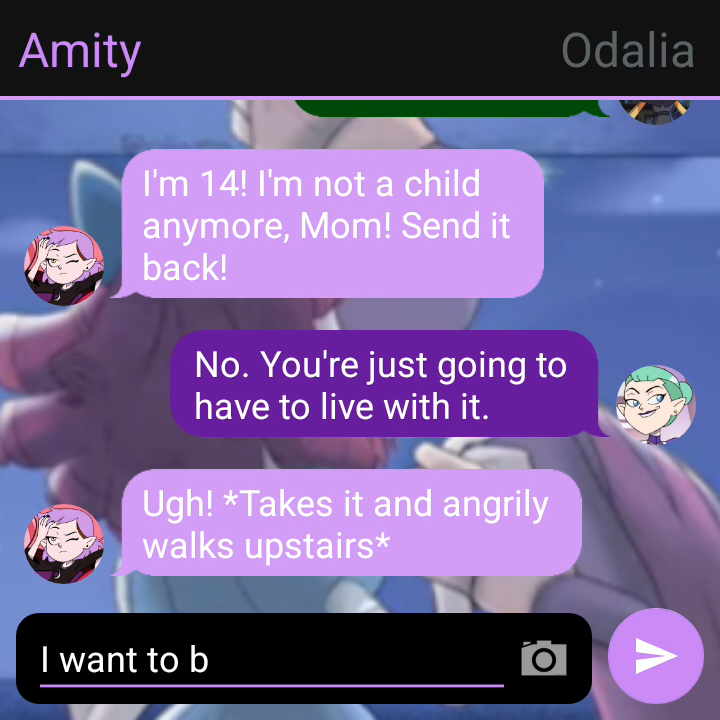 Amity
Odalia
I'm 14! I'm not a child
anymore, Mom! Send it
back!
No. You're just going to
have to live with it.
Ugh! *Takes it and angrily
walks upstairs*
I want to b